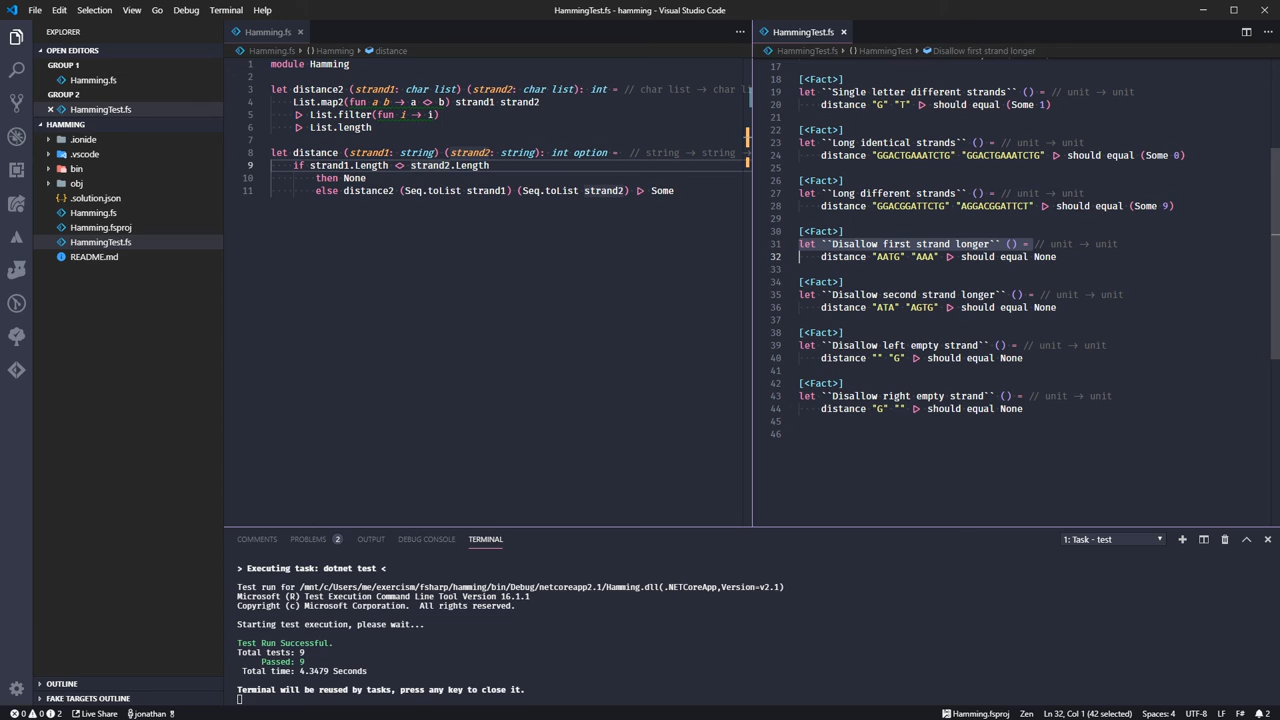 File Edit Selection View Go Debug Terminal Help
HammingTest.fs - hamming - Visual Studio Code
EXPLORER
OPEN EDITORS
GROUP 1
Hamming.fs
GROUP 2
HammingTest.fs
HAMMING
.ionide
.vscode
bin
obj
.solution.json
Hamming.fs
Hamming.fsproj
HammingTest.fs
README.md
OUTLINE
FAKE TARGETS OUTLINE
Hamming.fs
Hamming.fs > {} Hamming > distance
1 module Hamming
2
3 let distance2 (strand1: char list) (strand2: char list): int = // char list → char li
4 List.map2(fun a b → a <> b) strand1 strand2
5 ▷ List.filter(fun i → i)
6 ▷ List.length
7
8 let distance (strand1: string) (strand2: string): int option = // string → string →
9 if strand1.Length <> strand2.Length
10 then None
11 else distance2 (Seq.toList strand1) (Seq.toList strand2) ▷ Some
HammingTest.fs
HammingTest.fs > {} HammingTest > Disallow first strand longer
17
18 [<Fact>]
19 let ``Single letter different strands`` () = // unit → unit
20 distance "G" "T" ▷ should equal (Some 1)
21
22 [<Fact>]
23 let ``Long identical strands`` () = // unit → unit
24 distance "GGACTGAAATCTG" "GGACTGAAATCTG" ▷ should equal (Some 0)
25
26 [<Fact>]
27 let ``Long different strands`` () = // unit → unit
28 distance "GGACGGATTCTG" "AGGACGGATTCT" ▷ should equal (Some 9)
29
30 [<Fact>]
31 let ``Disallow first strand longer`` () = // unit → unit
32 distance "AATG" "AAA" ▷ should equal None
33
34 [<Fact>]
35 let ``Disallow second strand longer`` () = // unit → unit
36 distance "ATA" "AGTG" ▷ should equal None
37
38 [<Fact>]
39 let ``Disallow left empty strand`` () = // unit → unit
40 distance "" "G" ▷ should equal None
41
42 [<Fact>]
43 let ``Disallow right empty strand`` () = // unit → unit
44 distance "G" "" ▷ should equal None
45
46
COMMENTS PROBLEMS 2 OUTPUT DEBUG CONSOLE TERMINAL 1: Task - test
> Executing task: dotnet test <
Test run for /mnt/c/Users/me/exercism/fsharp/hamming/bin/Debug/netcoreapp2.1/Hamming.dll(.NETCoreApp,Version=v2.1)
Microsoft (R) Test Execution Command Line Tool Version 16.1.1
Copyright (c) Microsoft Corporation. All rights reserved.
Starting test execution, please wait...
Test Run Successful.
Total tests: 9
Passed: 9
Total time: 4.3479 Seconds
Terminal will be reused by tasks, press any key to close it.
0 0 2 Live Share jonathan Hamming.fsproj Zen Ln 32, Col 1 (42 selected) Spaces: 4 UTF-8 LF F# 2